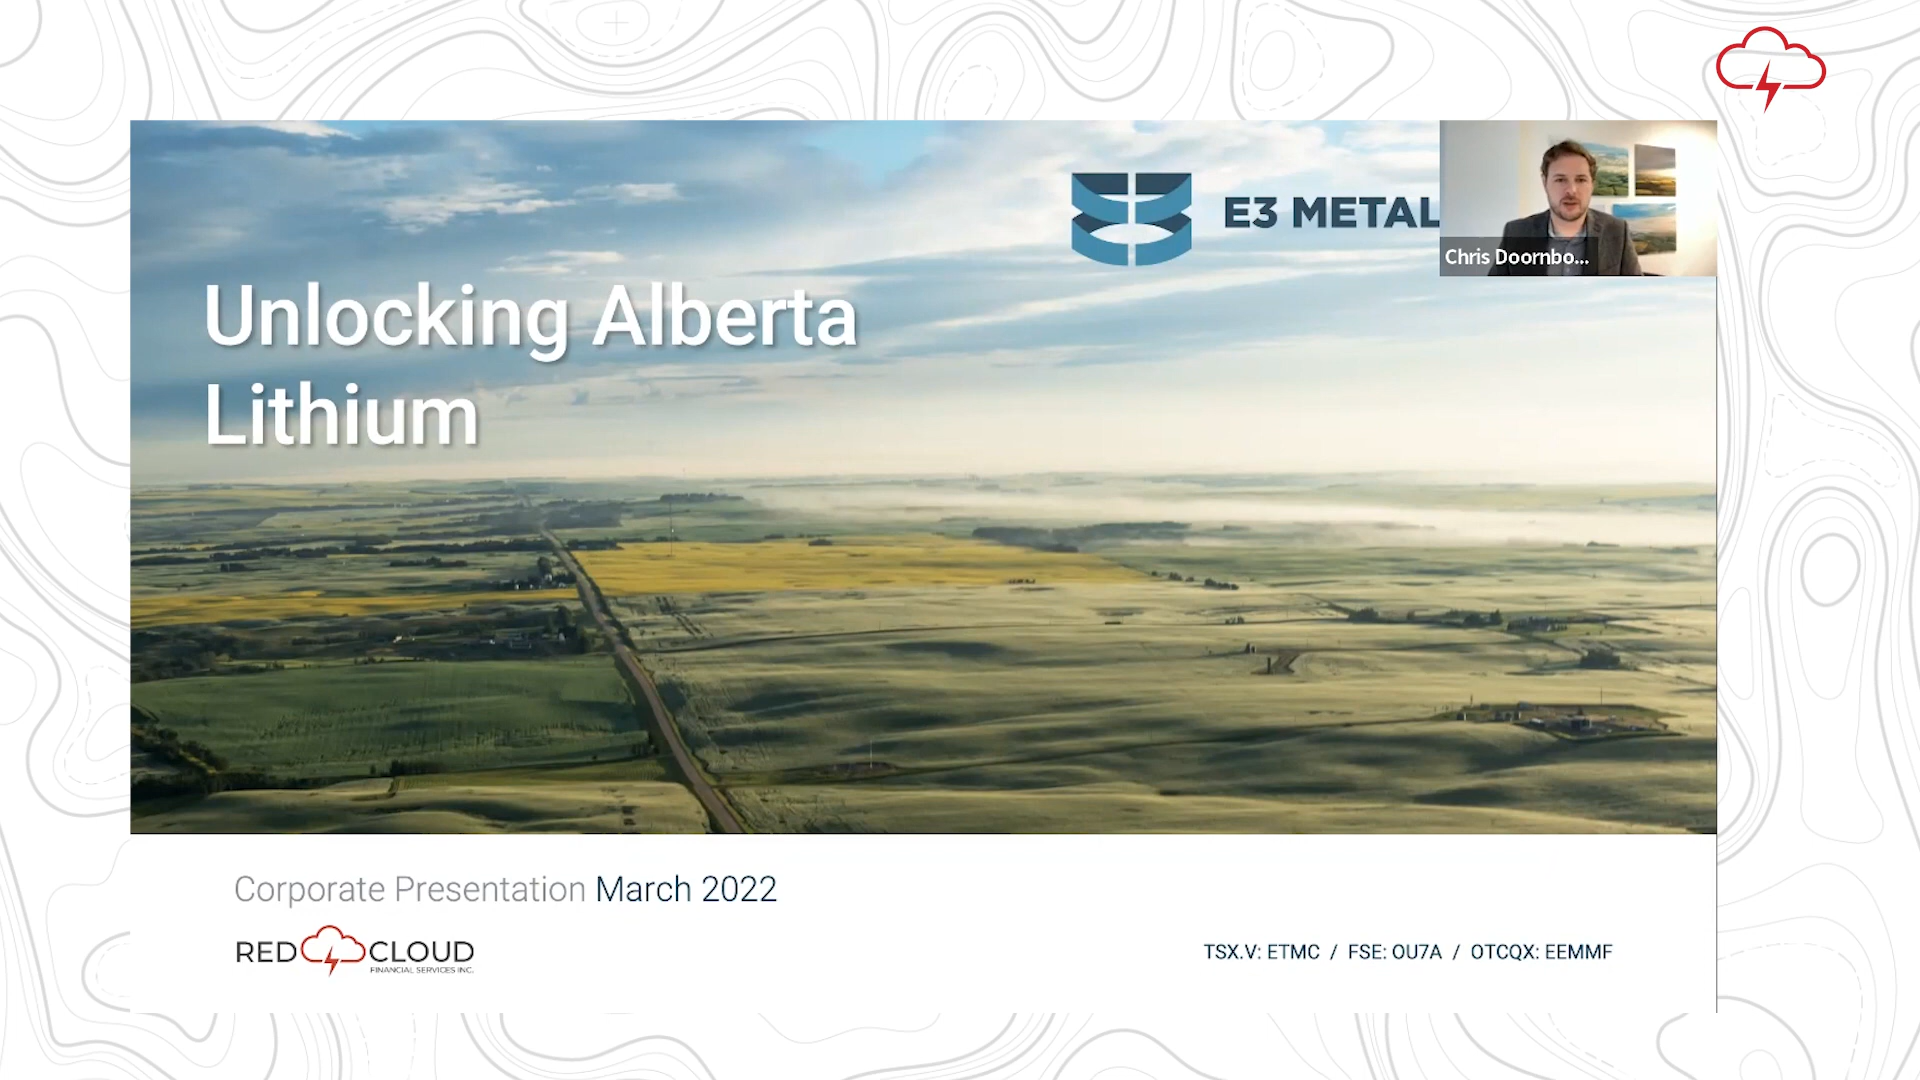 E3 METAL
Chris Doornbo...
Unlocking Alberta
Lithium
Corporate Presentation March 2022
RED CLOUD
FINANCIAL SERVICES INC.
TSX.V: ETMC / FSE: OU7A / OTCQX: EEMMF